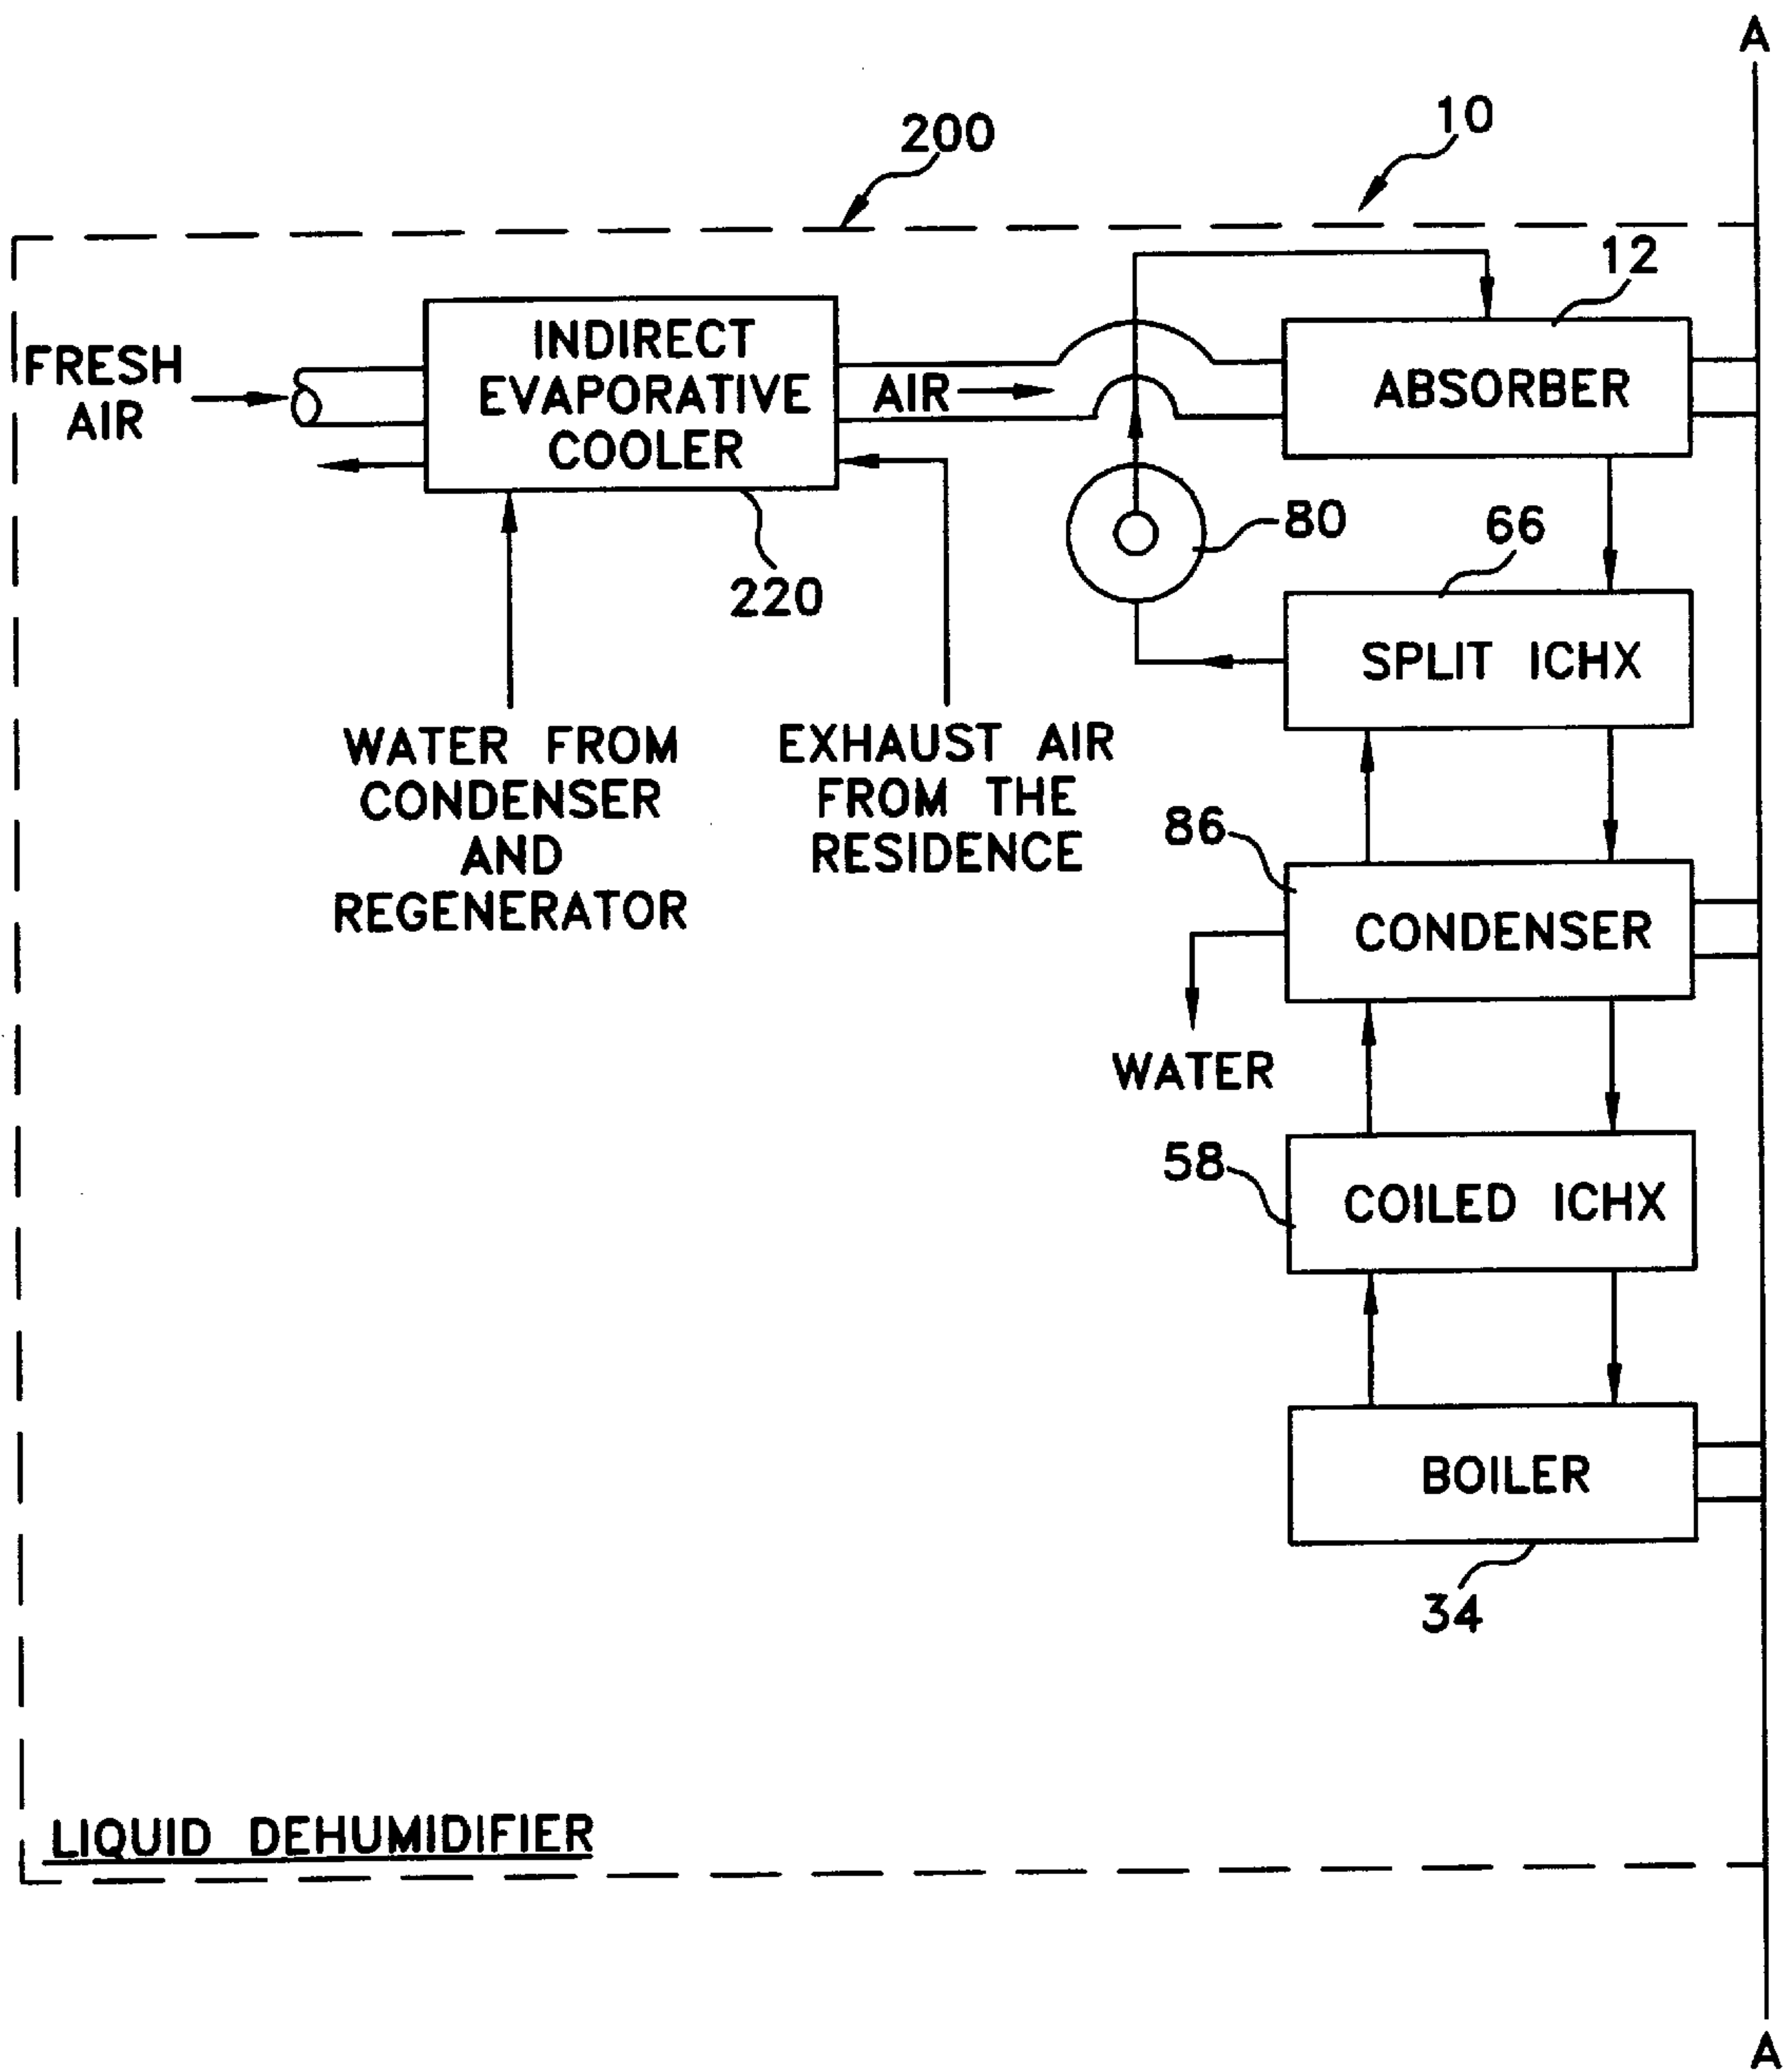 A
10
200
12
FRESH
AIR
INDIRECT
EVAPORATIVE
COOLER
AIR
ABSORBER
80
66
220
SPLIT ICHX
WATER FROM
CONDENSER
AND
REGENERATOR
EXHAUST AIR
FROM THE
RESIDENCE
86
CONDENSER
WATER
58
COILED ICHX
BOILER
34
LIQUID DEHUMIDIFIER
A